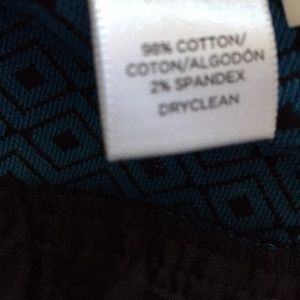 98% COTTON/
COTON/ALGODÓN
2% SPANDEX
DRYCLEAN